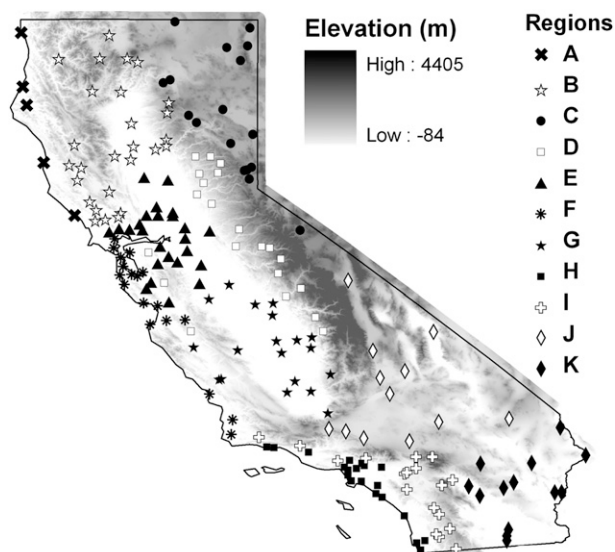 Elevation (m)
High : 4405
Low : -84
Regions
A
B
C
D
E
F
G
H
I
J
K